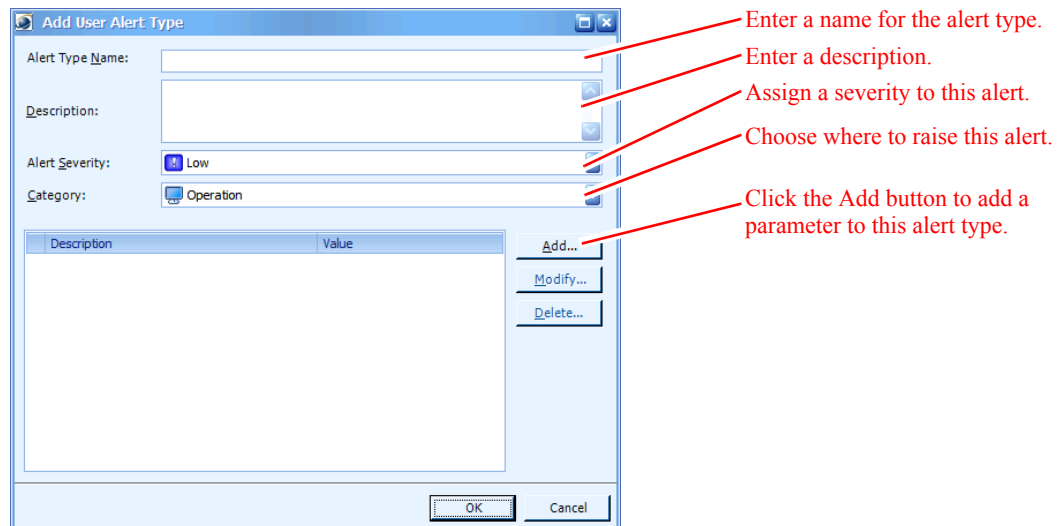 Add User Alert Type
Enter a name for the alert type.
Alert Type Name:
Enter a description.
Description:
Assign a severity to this alert.
Alert Severity:
Low
Choose where to raise this alert.
Category:
Operation
Click the Add button to add a
parameter to this alert type.
Description
Value
Add...
Modify...
Delete...
OK
Cancel